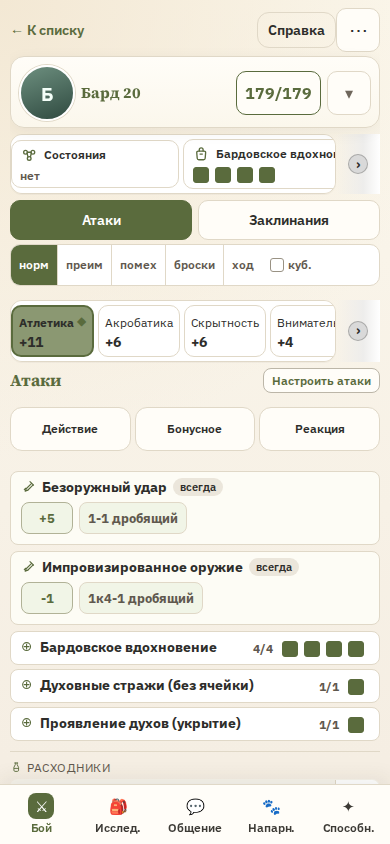 ← К списку
Справка
⋯
Б
Бард 20
179/179
▾
Состояния
нет
Бардовское вдохно
›
Атаки
Заклинания
норм
преим
помех
броски
ход
куб.
Атлетика ◆
+11
Акробатика
+6
Скрытность
+6
Внимател
+4
›
Атаки
Настроить атаки
Действие
Бонусное
Реакция
Безоружный удар всегда
+5
1-1 дробящий
Импровизированное оружие всегда
-1
1к4-1 дробящий
Бардовское вдохновение 4/4
Духовные стражи (без ячейки) 1/1
Проявление духов (укрытие) 1/1
РАСХОДНИКИ
Бой
Исслед.
Общение
Напарн.
Способн.